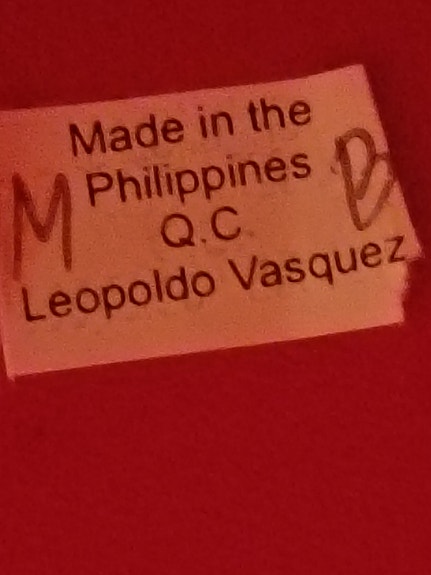 Made in the
M Philippines B
Q.C.
Leopoldo Vasquez